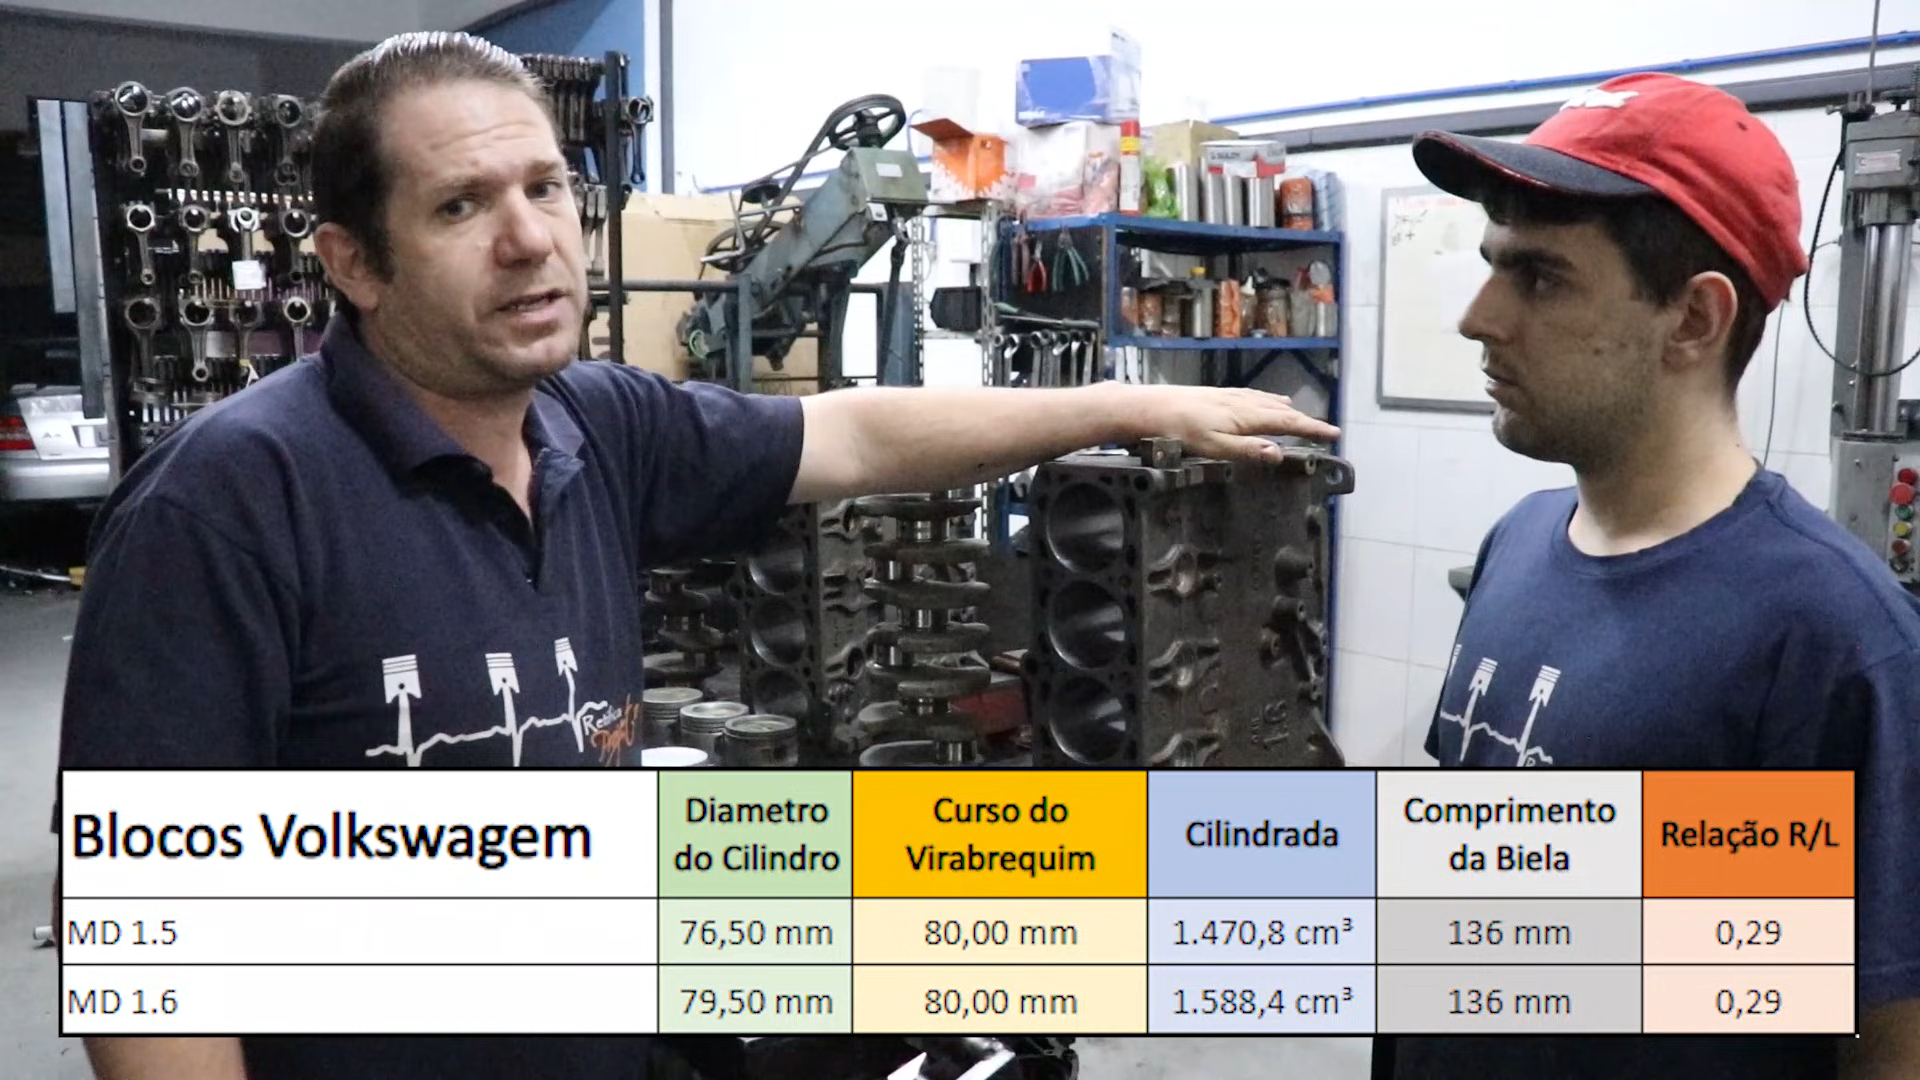 Retífica
Blocos Volkswagem
Diametro
do Cilindro
Curso do
Virabrequim
Cilindrada
Comprimento
da Biela
Relação R/L
MD 1.5
76,50 mm
80,00 mm
1.470,8 cm³
136 mm
0,29
MD 1.6
79,50 mm
80,00 mm
1.588,4 cm³
136 mm
0,29